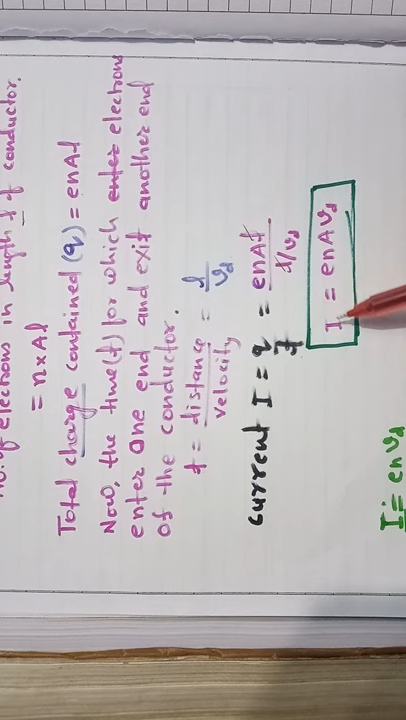 No. of electrons in length l of conductor.
= n × Al
Total charge contained (q) = enAl
Now, the time(t) for which enter electrons
enter one end and exit another end
of the conductor.
t = distance / velocity = l / vd
current I = q / t = enAl / l/vd
I = enAvd
I = envd